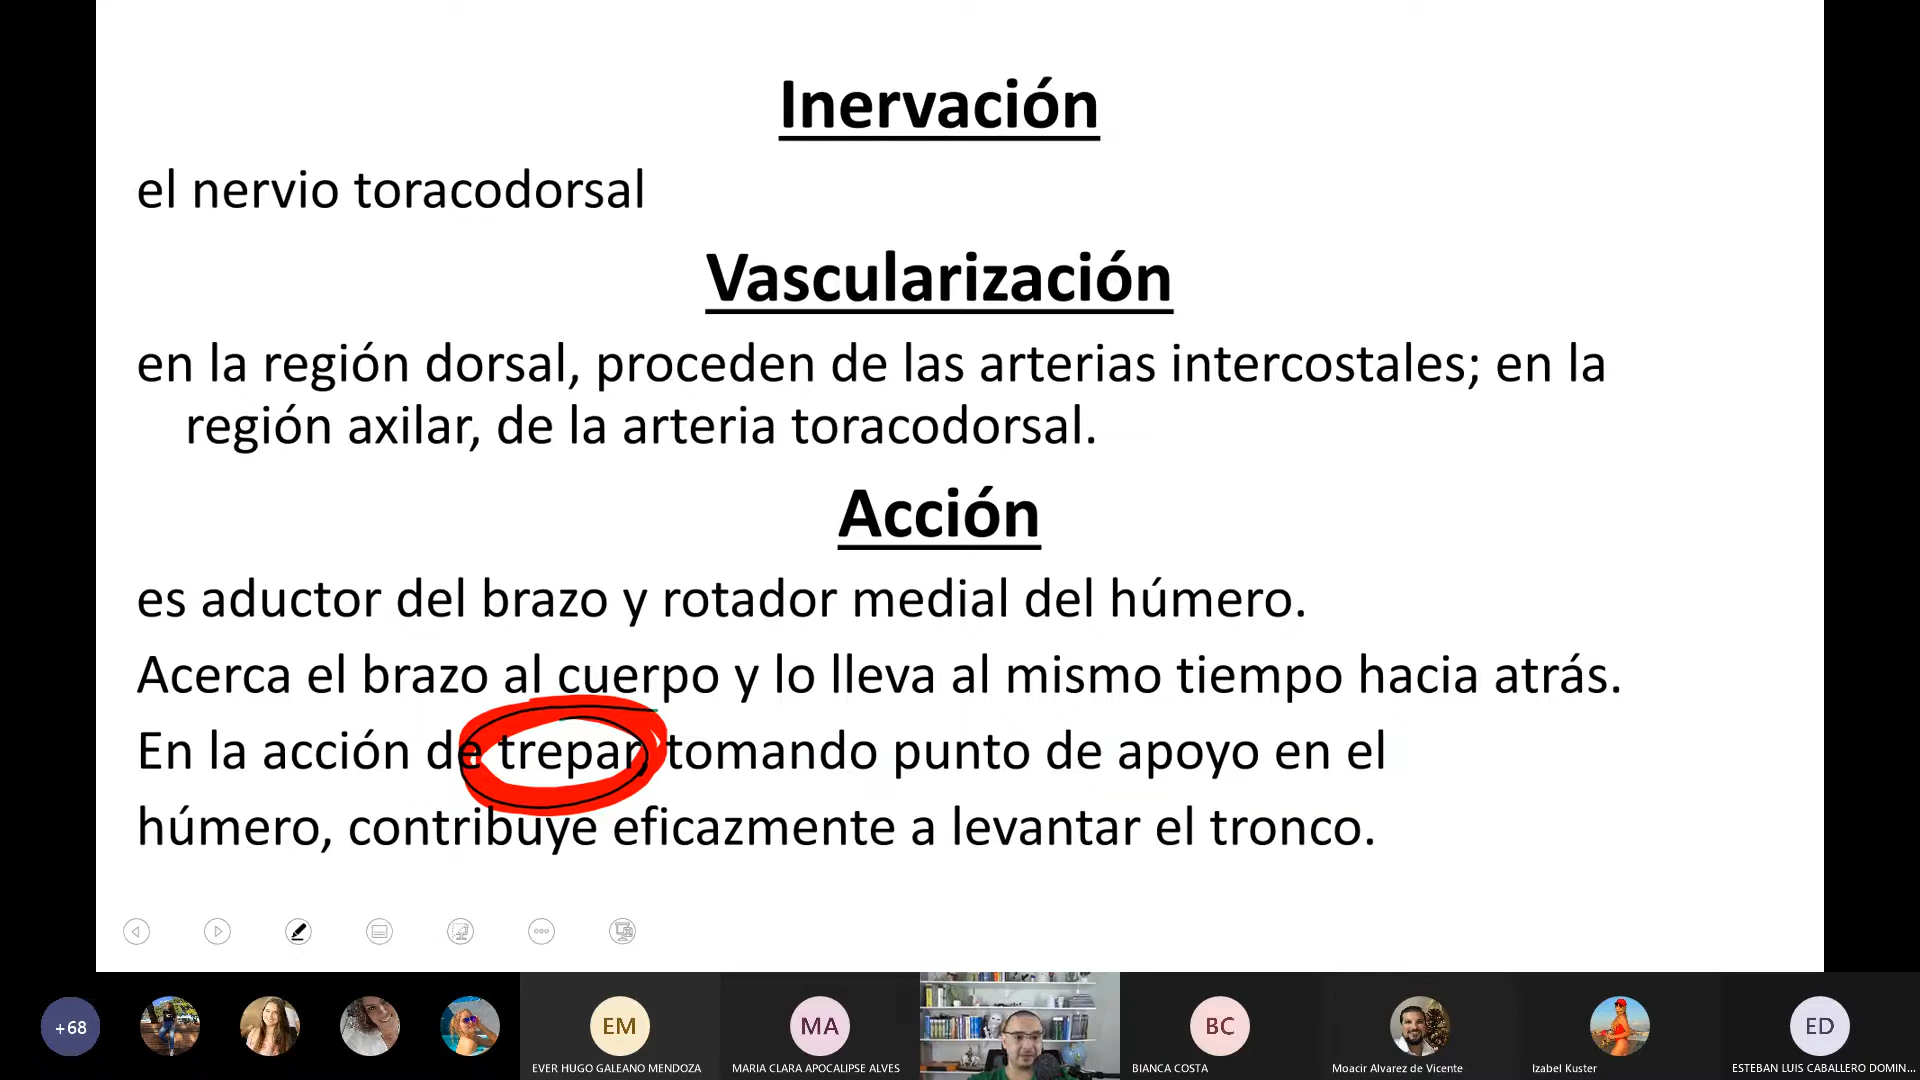 Inervación
el nervio toracodorsal
Vascularización
en la región dorsal, proceden de las arterias intercostales; en la
región axilar, de la arteria toracodorsal.
Acción
es aductor del brazo y rotador medial del húmero.
Acerca el brazo al cuerpo y lo lleva al mismo tiempo hacia atrás.
En la acción de trepar, tomando punto de apoyo en el
húmero, contribuye eficazmente a levantar el tronco.
+68
EM
MA
BC
ED
EVER HUGO GALEANO MENDOZA
MARIA CLARA APOCALIPSE ALVES
BIANCA COSTA
Moacir Alvarez de Vicente
Izabel Kuster
ESTEBAN LUIS CABALLERO DOMIN...